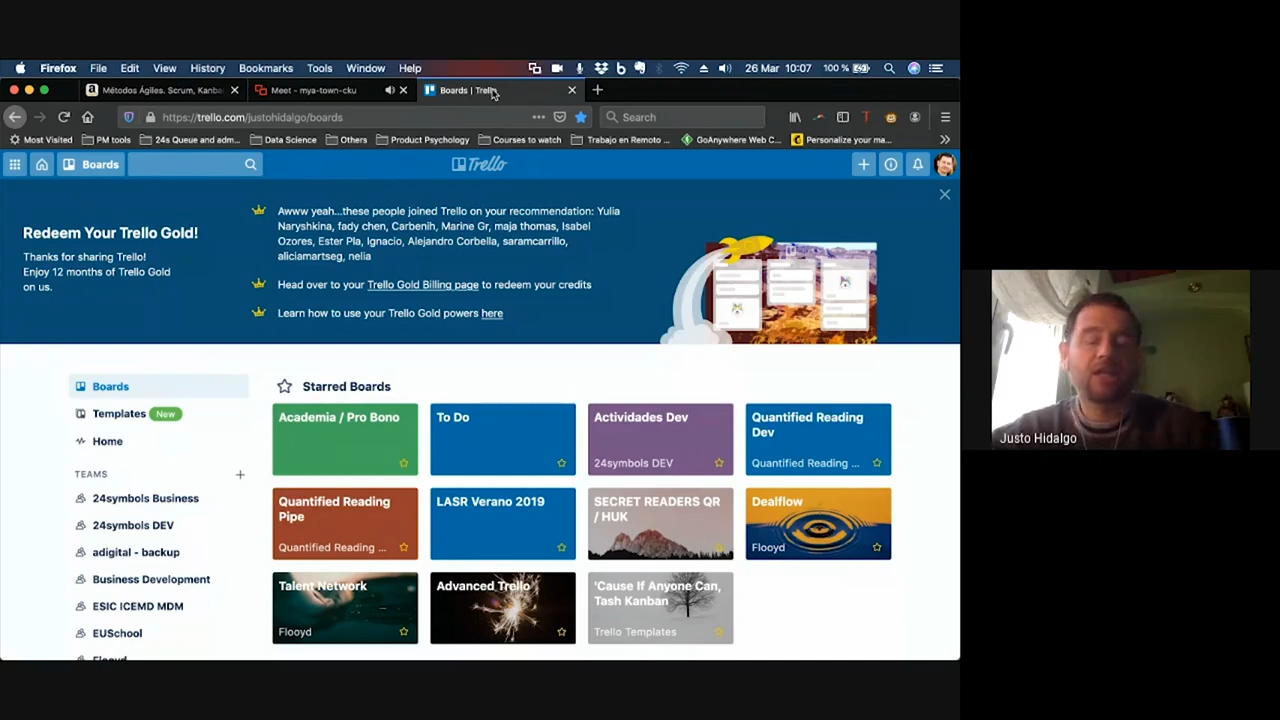 Firefox File Edit View History Bookmarks Tools Window Help 26 Mar 10:07 100 %
Métodos Ágiles. Scrum, Kanba Meet - mya-town-cku Boards | Trello
https://trello.com/justohidalgo/boards Search
Most Visited PM tools 24s Queue and adm... Data Science Others Product Psychology Courses to watch Trabajo en Remoto ... GoAnywhere Web C... Personalize your ma...
Boards Trello
Redeem Your Trello Gold!
Thanks for sharing Trello!
Enjoy 12 months of Trello Gold
on us.
Awww yeah...these people joined Trello on your recommendation: Yulia
Naryshkina, fady chen, Carbenih, Marine Gr, maja thomas, Isabel
Ozores, Ester Pla, Ignacio, Alejandro Corbella, saramcarrillo,
aliciamartseg, nelia
Head over to your Trello Gold Billing page to redeem your credits
Learn how to use your Trello Gold powers here
Boards
Templates New
Home
TEAMS
24symbols Business
24symbols DEV
adigital - backup
Business Development
ESIC ICEMD MDM
EUSchool
Starred Boards
Academia / Pro Bono
To Do
Actividades Dev
24symbols DEV
Quantified Reading
Dev
Quantified Reading ...
Quantified Reading
Pipe
Quantified Reading ...
LASR Verano 2019
SECRET READERS QR
/ HUK
Dealflow
Flooyd
Talent Network
Flooyd
Advanced Trello
'Cause If Anyone Can,
Tash Kanban
Trello Templates
Justo Hidalgo